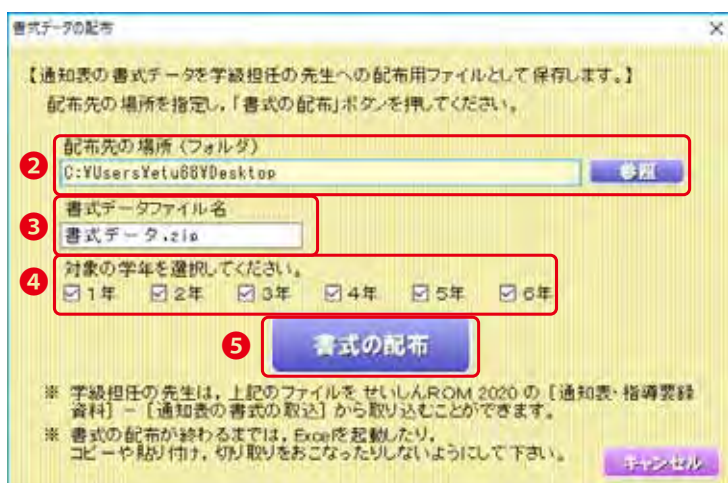 書式データの配布
【通知表の書式データを学級担任の先生への配布用ファイルとして保存します。】
配布先の場所を指定し,「書式の配布」ボタンを押してください。
配布先の場所(フォルダ)
2
C:¥Users¥etu68¥Desktop
参照
書式データファイル名
3
書式データ.zip
対象の学年を選択してください。
4
1年 2年 3年 4年 5年 6年
5
書式の配布
※ 学級担任の先生は,上記のファイルを せいしんROM 2020 の [通知表・指導要録
資料] - [通知表の書式の取込] から取り込むことができます。
※ 書式の配布が終わるまでは,Excelを起動したり,
コピーや貼り付け,切り取りをおこなったりしないようにして下さい。
キャンセル